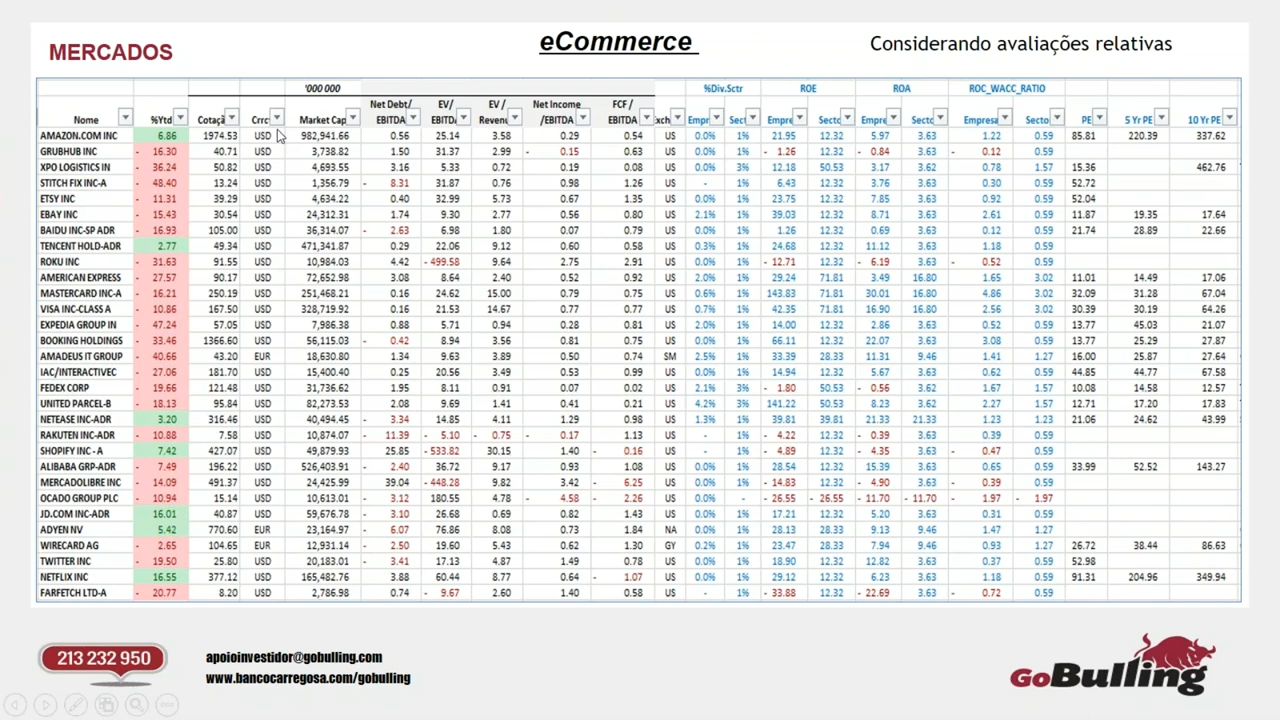 MERCADOS
eCommerce
Considerando avaliações relativas
'000 000 %Div.Sctr ROE ROA ROC_WACC_RATIO
Net Debt/ EV/ EV / Net Income FCF /
Nome %Ytd Cotaçã Crrc Market Cap EBITDA EBITDA Revenu /EBITDA EBITDA xch Empr Sect Empre Secto Empre Secto Empresa Secto PE 5 Yr PE 10 Yr PE
AMAZON.COM INC 6.86 1974.53 USD 982,941.66 0.56 25.14 3.58 0.29 0.54 US 0.0% 1% 21.95 12.32 5.97 3.63 1.22 0.59 85.81 220.39 337.62
GRUBHUB INC - 16.30 40.71 USD 3,738.82 1.50 31.37 2.99 - 0.15 0.63 US 0.0% 1% - 1.26 12.32 - 0.84 3.63 - 0.12 0.59
XPO LOGISTICS IN - 36.24 50.82 USD 4,693.55 3.16 5.33 0.72 0.19 0.08 US 0.0% 3% 12.18 50.53 3.17 3.62 0.78 1.57 15.36 462.76
STITCH FIX INC-A - 48.40 13.24 USD 1,356.79 - 8.31 31.87 0.76 0.98 1.26 US - 1% 6.43 12.32 3.76 3.63 0.30 0.59 52.72
ETSY INC - 11.31 39.29 USD 4,634.22 0.40 32.99 5.73 0.67 1.35 US 0.0% 1% 23.75 12.32 7.85 3.63 0.92 0.59 52.04
EBAY INC - 15.43 30.54 USD 24,312.31 1.74 9.30 2.77 0.56 0.80 US 2.1% 1% 39.03 12.32 8.71 3.63 2.61 0.59 11.87 19.35 17.64
BAIDU INC-SP ADR - 16.93 105.00 USD 36,314.07 - 2.63 6.98 1.80 0.07 0.79 US 0.0% 1% 1.26 12.32 0.69 3.63 0.12 0.59 21.74 28.89 22.66
TENCENT HOLD-ADR 2.77 49.34 USD 471,341.87 0.29 22.06 9.12 0.60 0.58 US 0.3% 1% 24.68 12.32 11.12 3.63 1.18 0.59
ROKU INC - 31.63 91.55 USD 10,984.03 4.42 - 499.58 9.64 2.75 2.91 US 0.0% 1% - 12.71 12.32 - 6.19 3.63 - 0.52 0.59
AMERICAN EXPRESS - 27.57 90.17 USD 72,652.98 3.08 8.64 2.40 0.52 0.92 US 2.0% 1% 29.24 71.81 3.49 16.80 1.65 3.02 11.01 14.49 17.06
MASTERCARD INC-A - 16.21 250.19 USD 251,468.21 0.16 24.62 15.00 0.79 0.75 US 0.6% 1% 143.83 71.81 30.01 16.80 4.86 3.02 32.09 31.28 67.04
VISA INC-CLASS A - 10.86 167.50 USD 328,719.92 0.16 21.53 14.67 0.77 0.77 US 0.7% 1% 42.35 71.81 16.90 16.80 2.56 3.02 30.39 30.19 64.26
EXPEDIA GROUP IN - 47.24 57.05 USD 7,986.38 0.88 5.71 0.94 0.28 0.81 US 2.0% 1% 14.00 12.32 2.86 3.63 0.52 0.59 13.77 45.03 21.07
BOOKING HOLDINGS - 33.46 1366.60 USD 56,115.03 - 0.42 8.94 3.56 0.81 0.75 US 0.0% 1% 66.11 12.32 22.07 3.63 3.08 0.59 13.77 25.29 27.87
AMADEUS IT GROUP - 40.66 43.20 EUR 18,630.80 1.34 9.63 3.89 0.50 0.74 SM 2.5% 1% 33.39 28.33 11.31 9.46 1.41 1.27 16.00 25.87 25.64
IAC/INTERACTIVEC - 27.06 181.70 USD 15,400.40 0.25 20.56 3.49 0.53 0.99 US 0.0% 1% 14.94 12.32 5.67 3.63 0.62 0.59 44.85 44.77 67.58
FEDEX CORP - 19.66 121.48 USD 31,736.62 1.95 8.11 0.91 0.07 0.02 US 2.1% 3% - 1.80 50.53 - 0.56 3.62 1.67 1.57 10.08 14.58 12.57
UNITED PARCEL-B - 18.13 95.84 USD 82,273.53 2.08 9.69 1.41 0.41 0.21 US 4.2% 3% 141.22 50.53 8.23 3.62 2.27 1.57 12.71 17.20 17.83
NETEASE INC-ADR 3.20 316.46 USD 40,494.45 - 3.34 14.85 4.11 1.29 0.98 US 1.3% 1% 39.81 39.81 21.33 21.33 1.23 1.23 21.06 24.62 43.99
RAKUTEN INC-ADR - 10.88 7.58 USD 10,874.07 - 11.39 - 5.10 - 0.75 - 0.17 1.13 US - 1% - 4.22 12.32 - 0.39 3.63 0.39 0.59
SHOPIFY INC - A 7.42 427.07 USD 49,879.93 25.85 - 533.82 30.15 1.40 - 0.16 US - 1% - 4.89 12.32 - 4.35 3.63 - 0.47 0.59
ALIBABA GRP-ADR - 7.49 196.22 USD 526,403.91 - 2.40 36.72 9.17 0.93 1.08 US 0.0% 1% 28.54 12.32 15.39 3.63 0.65 0.59 33.99 52.52 143.27
MERCADOLIBRE INC - 14.09 491.37 USD 24,425.99 39.04 - 448.28 9.82 3.42 - 6.25 US 0.0% 1% - 14.83 12.32 - 4.90 3.63 - 0.39 0.59
OCADO GROUP PLC - 10.94 15.14 USD 10,613.01 - 3.12 180.55 4.78 - 4.58 - 2.26 US 0.0% - - 26.55 - 26.55 - 11.70 - 11.70 - 1.97 - 1.97
JD.COM INC-ADR 16.01 40.87 USD 59,676.78 - 3.10 26.68 0.69 0.82 1.43 US 0.0% 1% 17.21 12.32 5.20 3.63 0.31 0.59
ADYEN NV 5.42 770.60 EUR 23,164.97 - 6.07 76.86 8.08 0.73 1.84 NA 0.0% 1% 28.13 28.33 9.13 9.46 1.47 1.27
WIRECARD AG - 2.65 104.65 EUR 12,931.14 - 2.50 19.60 5.43 0.62 1.30 GY 0.2% 1% 23.47 28.33 7.94 9.46 0.93 1.27 26.72 38.44 86.63
TWITTER INC - 19.50 25.80 USD 20,183.01 - 3.41 17.13 4.87 1.49 0.78 US 0.0% 1% 18.90 12.32 12.82 3.63 0.37 0.59 52.98
NETFLIX INC 16.55 377.12 USD 165,482.76 3.88 60.44 8.77 0.64 - 1.07 US 0.0% 1% 29.12 12.32 6.23 3.63 1.18 0.59 91.31 204.96 349.94
FARFETCH LTD-A - 20.77 8.20 USD 2,786.98 0.74 - 9.67 2.60 1.40 0.58 US - 1% - 33.88 12.32 - 22.69 3.63 - 0.72 0.59
213 232 950
apoioinvestidor@gobulling.com
www.bancocarregosa.com/gobulling
GoBulling